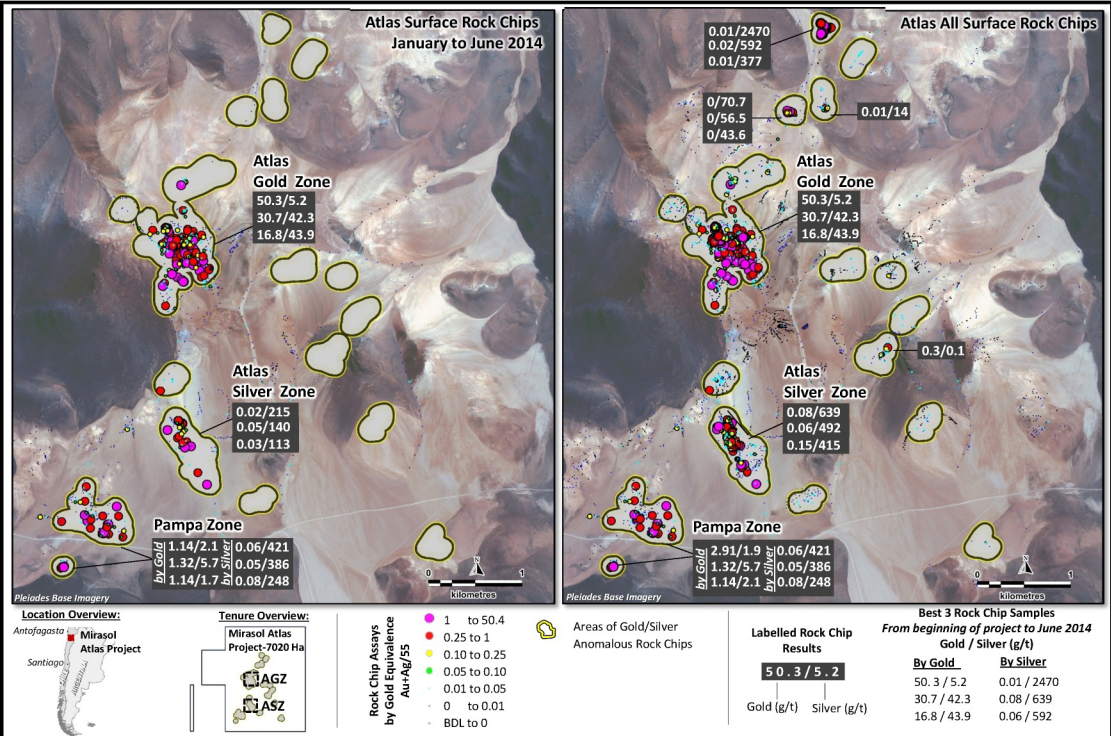 Atlas Surface Rock Chips
January to June 2014
Atlas
Gold Zone
50.3/5.2
30.7/42.3
16.8/43.9
Atlas
Silver Zone
0.02/215
0.05/140
0.03/113
Pampa Zone
by Gold
1.14/2.1
1.32/5.7
1.14/1.7
by Silver
0.06/421
0.05/386
0.08/248
N
0 1
kilometres
Pleiades Base Imagery
Atlas All Surface Rock Chips
0.01/2470
0.02/592
0.01/377
0/70.7
0/56.5
0/43.6
0.01/14
Atlas
Gold Zone
50.3/5.2
30.7/42.3
16.8/43.9
0.3/0.1
Atlas
Silver Zone
0.08/639
0.06/492
0.15/415
Pampa Zone
by Gold
2.91/1.9
1.32/5.7
1.14/2.1
by Silver
0.06/421
0.05/386
0.08/248
N
0 1
kilometres
Pleiades Base Imagery
Location Overview:
Antofagasta
Mirasol
Atlas Project
Santiago
Argentina
Tenure Overview:
Mirasol Atlas
Project-7020 Ha
AGZ
ASZ
Rock Chip Assays
by Gold Equivalence
Au+Ag/55
1 to 50.4
0.25 to 1
0.10 to 0.25
0.05 to 0.10
0.01 to 0.05
0 to 0.01
BDL to 0
Areas of Gold/Silver
Anomalous Rock Chips
Labelled Rock Chip
Results
50.3/5.2
Gold (g/t) Silver (g/t)
Best 3 Rock Chip Samples
From beginning of project to June 2014
Gold / Silver (g/t)
By Gold By Silver
50.3 / 5.2 0.01 / 2470
30.7 / 42.3 0.08 / 639
16.8 / 43.9 0.06 / 592